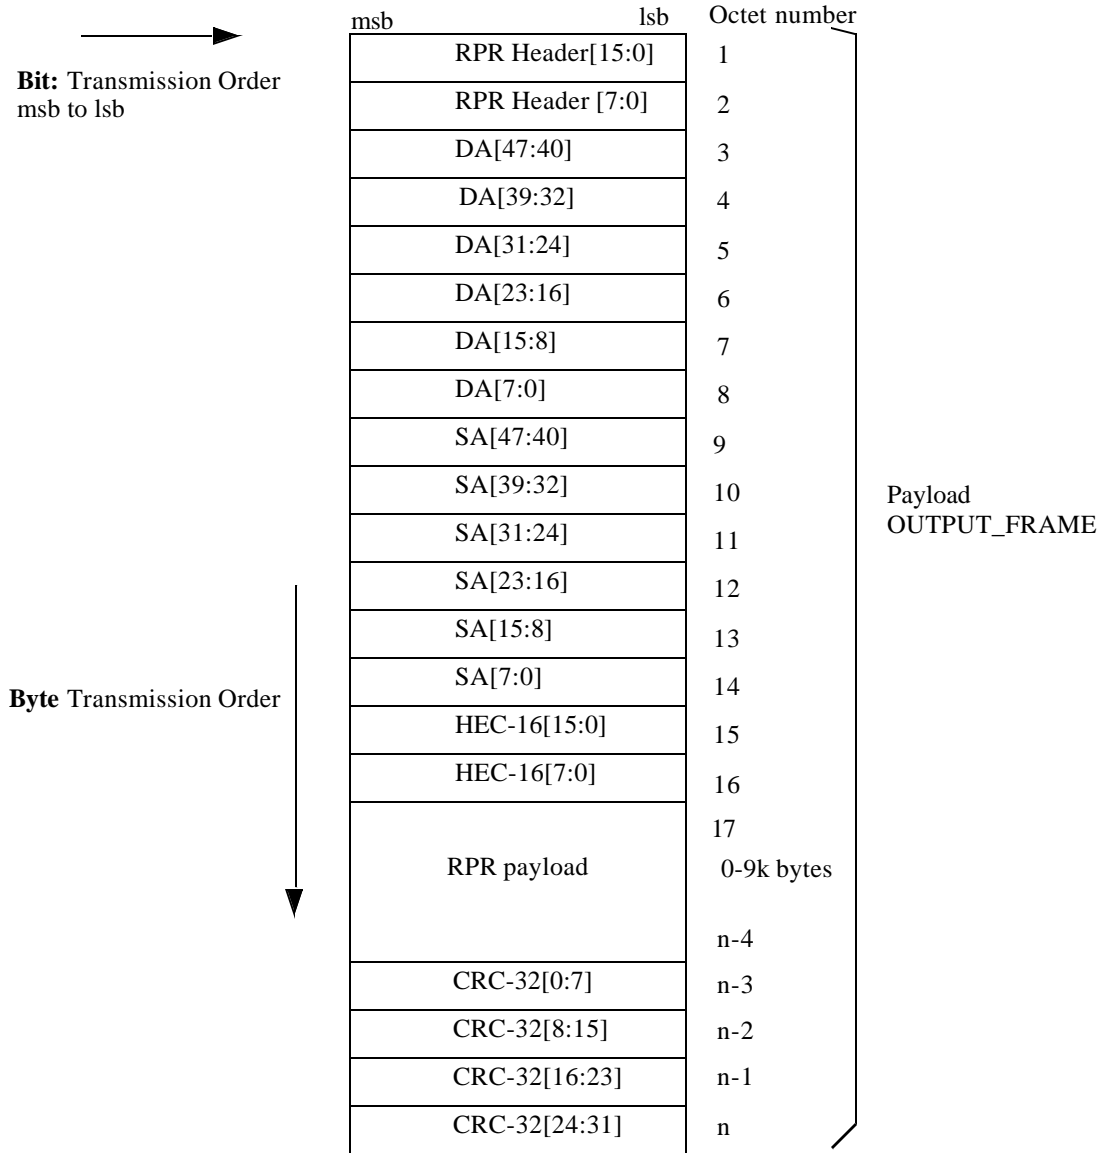 msb lsb Octet number
RPR Header[15:0] 1
Bit: Transmission Order
msb to lsb
RPR Header [7:0] 2
DA[47:40] 3
DA[39:32] 4
DA[31:24] 5
DA[23:16] 6
DA[15:8] 7
DA[7:0] 8
SA[47:40] 9
SA[39:32] 10
Payload
OUTPUT_FRAME
SA[31:24] 11
SA[23:16] 12
SA[15:8] 13
SA[7:0] 14
Byte Transmission Order
HEC-16[15:0] 15
HEC-16[7:0] 16
17
RPR payload 0-9k bytes
n-4
CRC-32[0:7] n-3
CRC-32[8:15] n-2
CRC-32[16:23] n-1
CRC-32[24:31] n